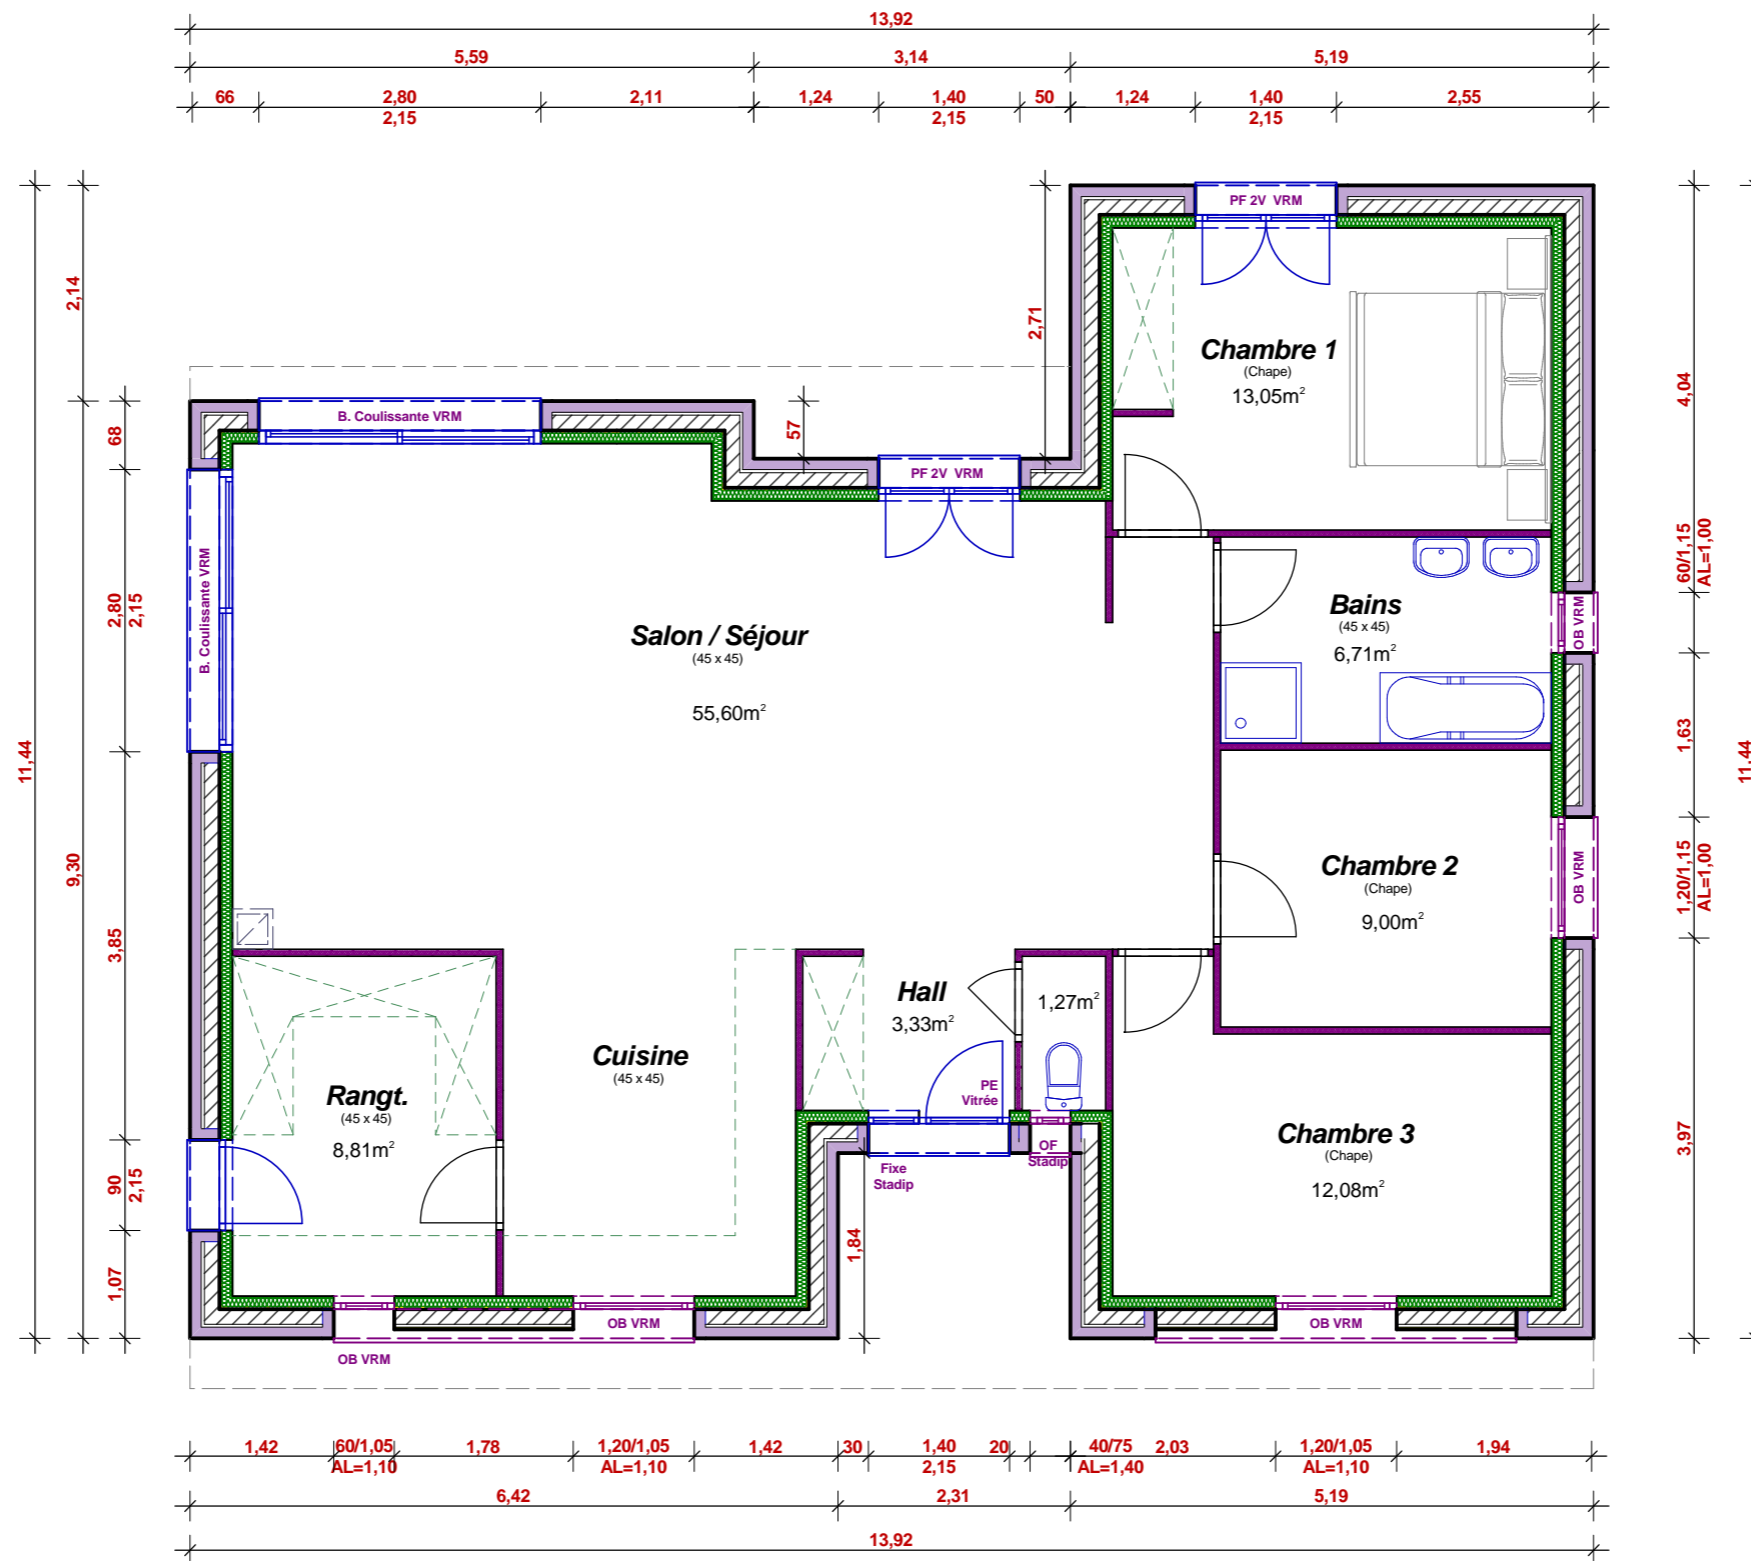 13,92
5,59 3,14 5,19
66 2,80 2,11 1,24 1,40 50 1,24 1,40 2,55
2,15 2,15 2,15
PF 2V VRM
2,14
2,71
Chambre 1
(Chape)
13,05m²
4,04
B. Coulissante VRM
57
68
PF 2V VRM
60/1,15
AL=1,00
B. Coulissante VRM
2,80
2,15
Salon / Séjour
(45 x 45)
55,60m²
Bains
(45 x 45)
6,71m²
OB VRM
11,44
1,63
11,44
9,30
3,85
Chambre 2
(Chape)
9,00m²
OB VRM
1,20/1,15
AL=1,00
Hall
3,33m²
1,27m²
Cuisine
(45 x 45)
Rangt.
(45 x 45)
8,81m²
PE
Vitrée
Chambre 3
(Chape)
12,08m²
3,97
Fixe
Stadip
OF
Stadip
90
2,15
1,84
1,07
OB VRM
OB VRM
OB VRM
1,42 60/1,05 1,78 1,20/1,05 1,42 30 1,40 20 40/75 2,03 1,20/1,05 1,94
AL=1,10 AL=1,10 2,15 AL=1,40 AL=1,10
6,42 2,31 5,19
13,92